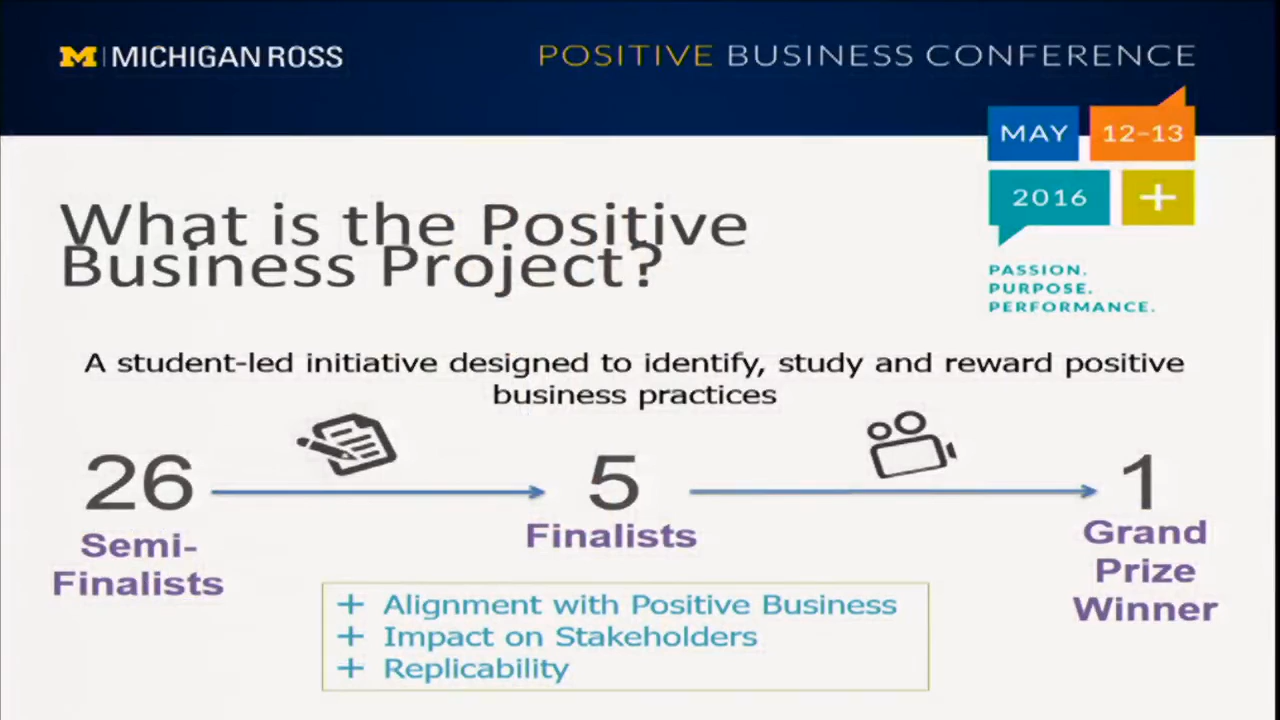 M | MICHIGAN ROSS
POSITIVE BUSINESS CONFERENCE
MAY 12-13
2016 +
PASSION.
PURPOSE.
PERFORMANCE.
What is the Positive
Business Project?
A student-led initiative designed to identify, study and reward positive
business practices
26
Semi-
Finalists
5
Finalists
1
Grand
Prize
Winner
+ Alignment with Positive Business
+ Impact on Stakeholders
+ Replicability